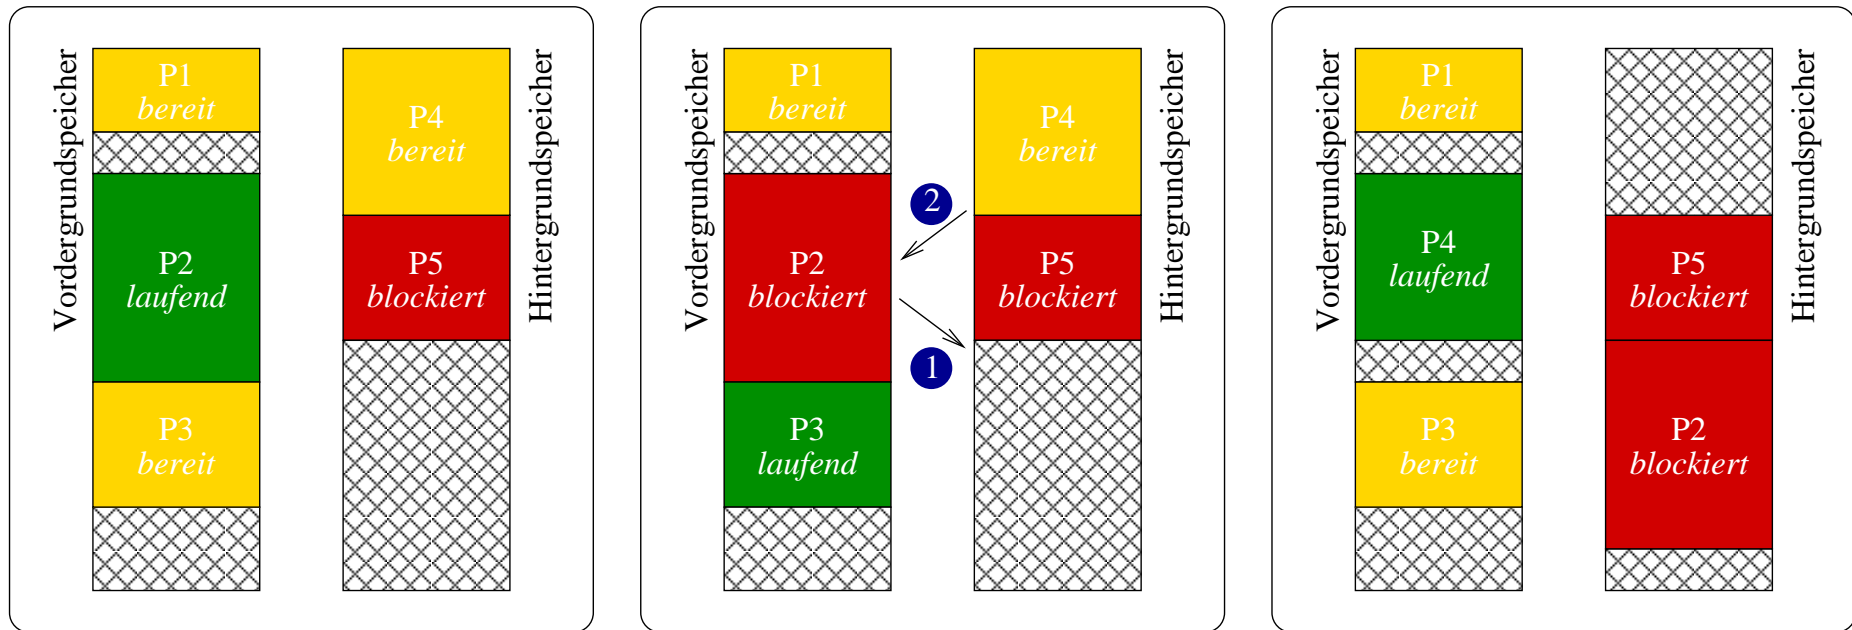 Vordergrundspeicher
P1
bereit
P2
laufend
P3
bereit
P4
bereit
P5
blockiert
Hintergrundspeicher
Vordergrundspeicher
P1
bereit
P2
blockiert
P3
laufend
2
1
P4
bereit
P5
blockiert
Hintergrundspeicher
Vordergrundspeicher
P1
bereit
P4
laufend
P3
bereit
P5
blockiert
P2
blockiert
Hintergrundspeicher